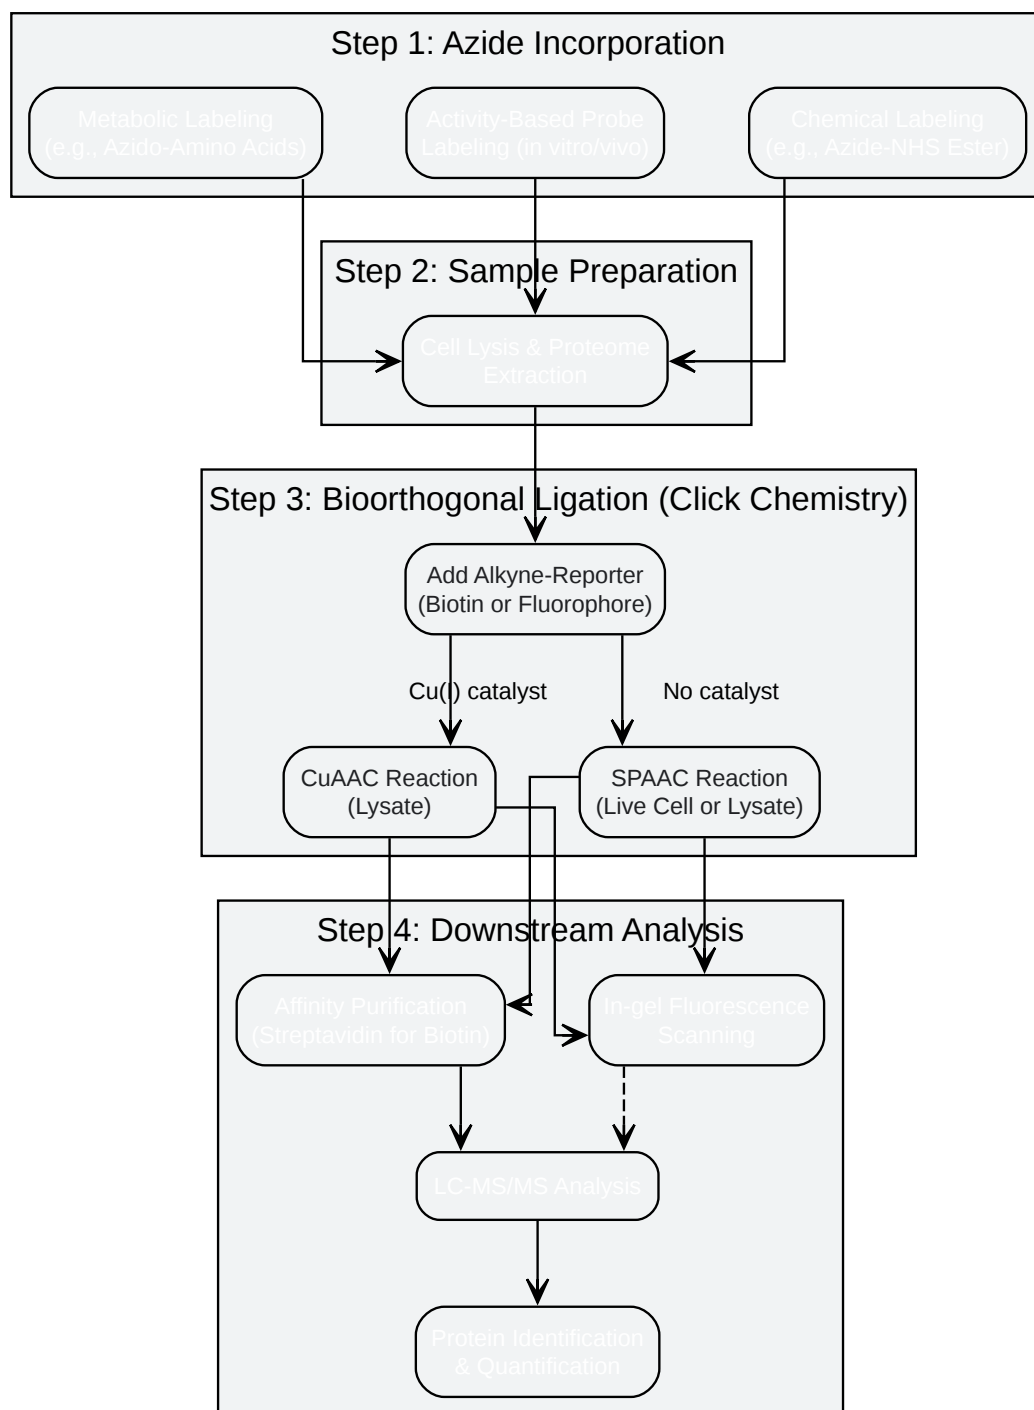 Step 1: Azide Incorporation
Metabolic Labeling
(e.g., Azido-Amino Acids)
Activity-Based Probe
Labeling (in vitro/vivo)
Chemical Labeling
(e.g., Azide-NHS Ester)
Step 2: Sample Preparation
Cell Lysis & Proteome
Extraction
Step 3: Bioorthogonal Ligation (Click Chemistry)
Add Alkyne-Reporter
(Biotin or Fluorophore)
Cu(I) catalyst
No catalyst
CuAAC Reaction
(Lysate)
SPAAC Reaction
(Live Cell or Lysate)
Step 4: Downstream Analysis
Affinity Purification
(Streptavidin for Biotin)
In-gel Fluorescence
Scanning
LC-MS/MS Analysis
Protein Identification
& Quantification